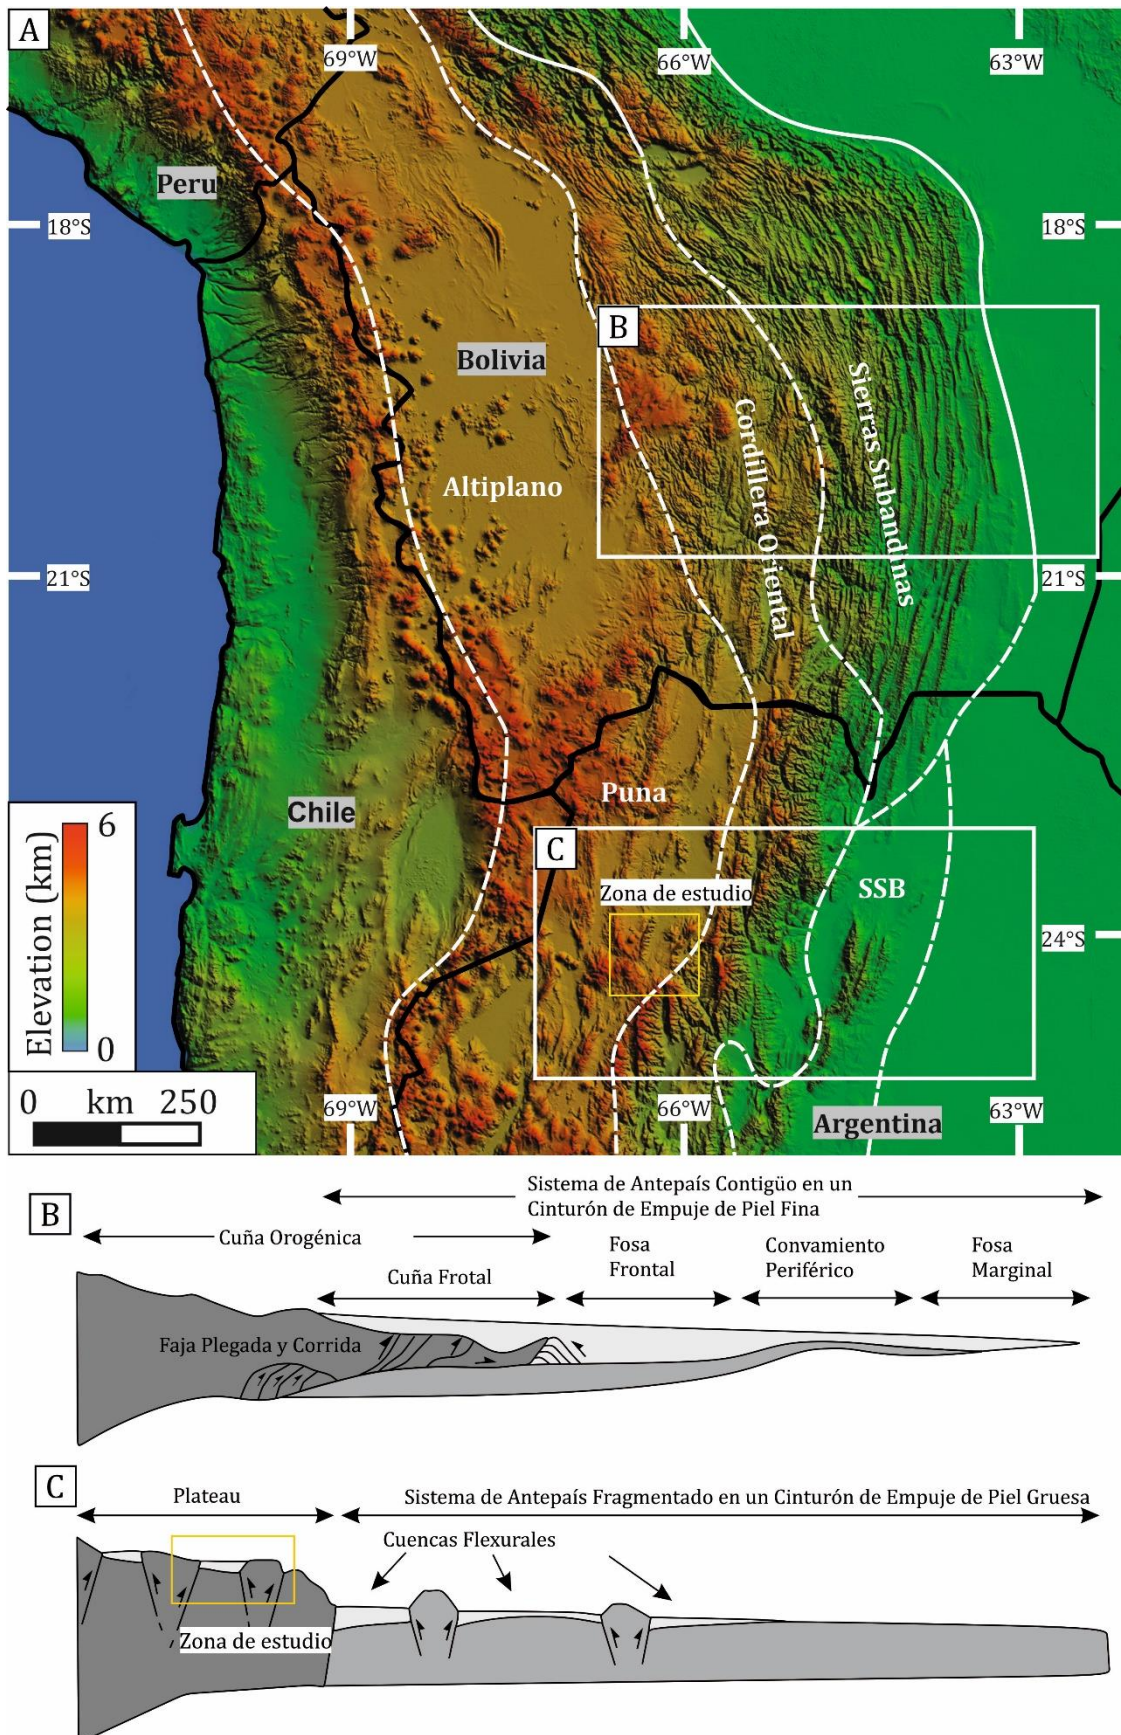 A
69°W
66°W
63°W
Peru
18°S
18°S
B
Bolivia
Sierras Subandinas
Cordillera Oriental
Altiplano
21°S
21°S
Puna
Chile
C
SSB
Zona de estudio
24°S
Elevation (km)
6
0
0 km 250
69°W
66°W
63°W
Argentina
B
Sistema de Antepaís Contigüo en un
Cinturón de Empuje de Piel Fina
Cuña Orogénica
Fosa
Frontal
Convamiento
Periférico
Fosa
Marginal
Cuña Frotal
Faja Plegada y Corrida
C
Plateau
Sistema de Antepaís Fragmentado en un Cinturón de Empuje de Piel Gruesa
Cuencas Flexurales
Zona de estudio